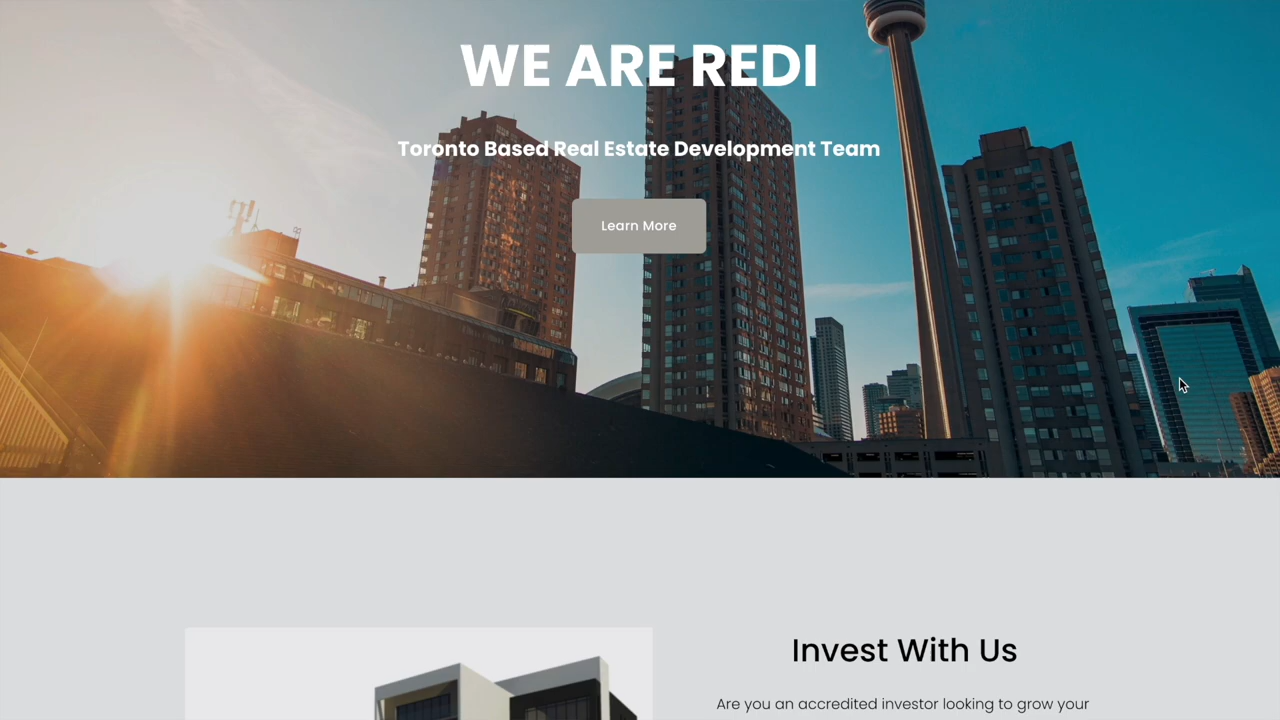 WE ARE REDI
Toronto Based Real Estate Development Team
Learn More
Invest With Us
Are you an accredited investor looking to grow your